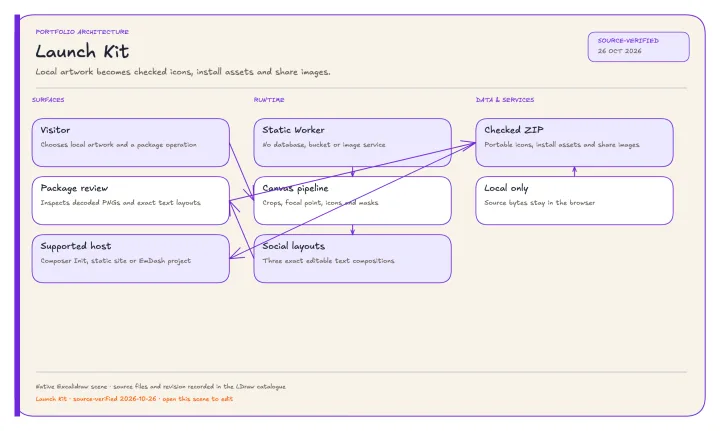 PORTFOLIO ARCHITECTURE
Launch Kit
Local artwork becomes checked icons, install assets and share images.
SOURCE-VERIFIED
26 OCT 2026
SURFACES
RUNTIME
DATA & SERVICES
Visitor
Chooses local artwork and a package operation
Static Worker
No database, bucket or image service
Checked ZIP
Portable icons, install assets and share images
Package review
Inspects decoded PNGs and exact text layouts
Canvas pipeline
Crops, focal point, icons and masks
Local only
Source bytes stay in the browser
Supported host
Composer Init, static site or EmDash project
Social layouts
Three exact editable text compositions
Native Excalidraw scene · source files and revision recorded in the LDraw catalogue
Launch Kit · source-verified 2026-10-26 · open this scene to edit